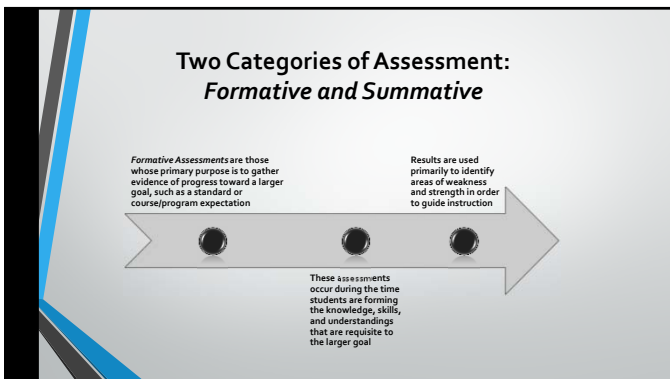 Two Categories of Assessment:
Formative and Summative
Formative Assessments are those
whose primary purpose is to gather
evidence of progress toward a larger
goal, such as a standard or
course/program expectation
These assessments
occur during the time
students are forming
the knowledge, skills,
and understandings
that are requisite to
the larger goal
Results are used
primarily to identify
areas of weakness
and strength in order
to guide instruction